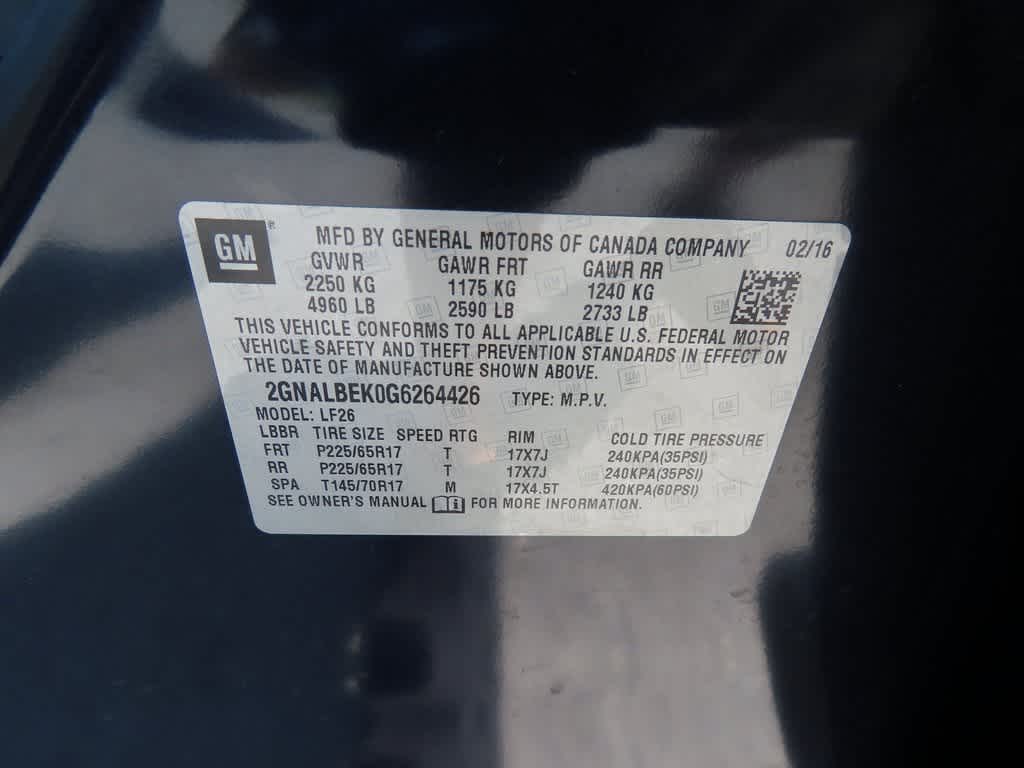 GM ®
MFD BY GENERAL MOTORS OF CANADA COMPANY 02/16
GVWR GAWR FRT GAWR RR
2250 KG 1175 KG 1240 KG
4960 LB 2590 LB 2733 LB
THIS VEHICLE CONFORMS TO ALL APPLICABLE U.S. FEDERAL MOTOR
VEHICLE SAFETY AND THEFT PREVENTION STANDARDS IN EFFECT ON
THE DATE OF MANUFACTURE SHOWN ABOVE.
2GNALBEK0G6264426 TYPE: M.P.V.
MODEL: LF26
LBBR TIRE SIZE SPEED RTG RIM COLD TIRE PRESSURE
FRT P225/65R17 T 17X7J 240KPA(35PSI)
RR P225/65R17 T 17X7J 240KPA(35PSI)
SPA T145/70R17 M 17X4.5T 420KPA(60PSI)
SEE OWNER'S MANUAL FOR MORE INFORMATION.